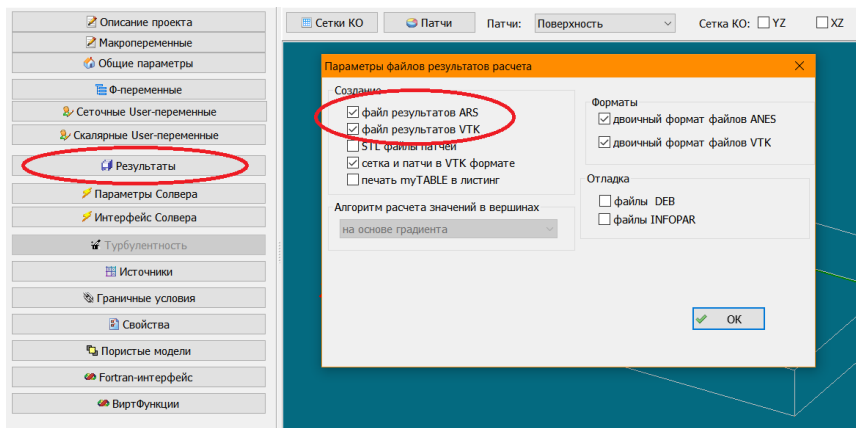 Описание проекта
Макропеременные
Общие параметры
Ф-переменные
Сеточные User-переменные
Скалярные User-переменные
Результаты
Параметры Солвера
Интерфейс Солвера
Турбулентность
Источники
Граничные условия
Свойства
Пористые модели
Fortran-интерфейс
ВиртФункции
Сетки КО Патчи Патчи: Поверхность Сетка КО: YZ XZ
Параметры файлов результатов расчета
Создание
файл результатов ARS
файл результатов VTK
STL файлы патчей
сетка и патчи в VTK формате
печать myTABLE в листинг
Алгоритм расчета значений в вершинах
на основе градиента
Форматы
двоичный формат файлов ANES
двоичный формат файлов VTK
Отладка
файлы DEB
файлы INFOPAR
OK